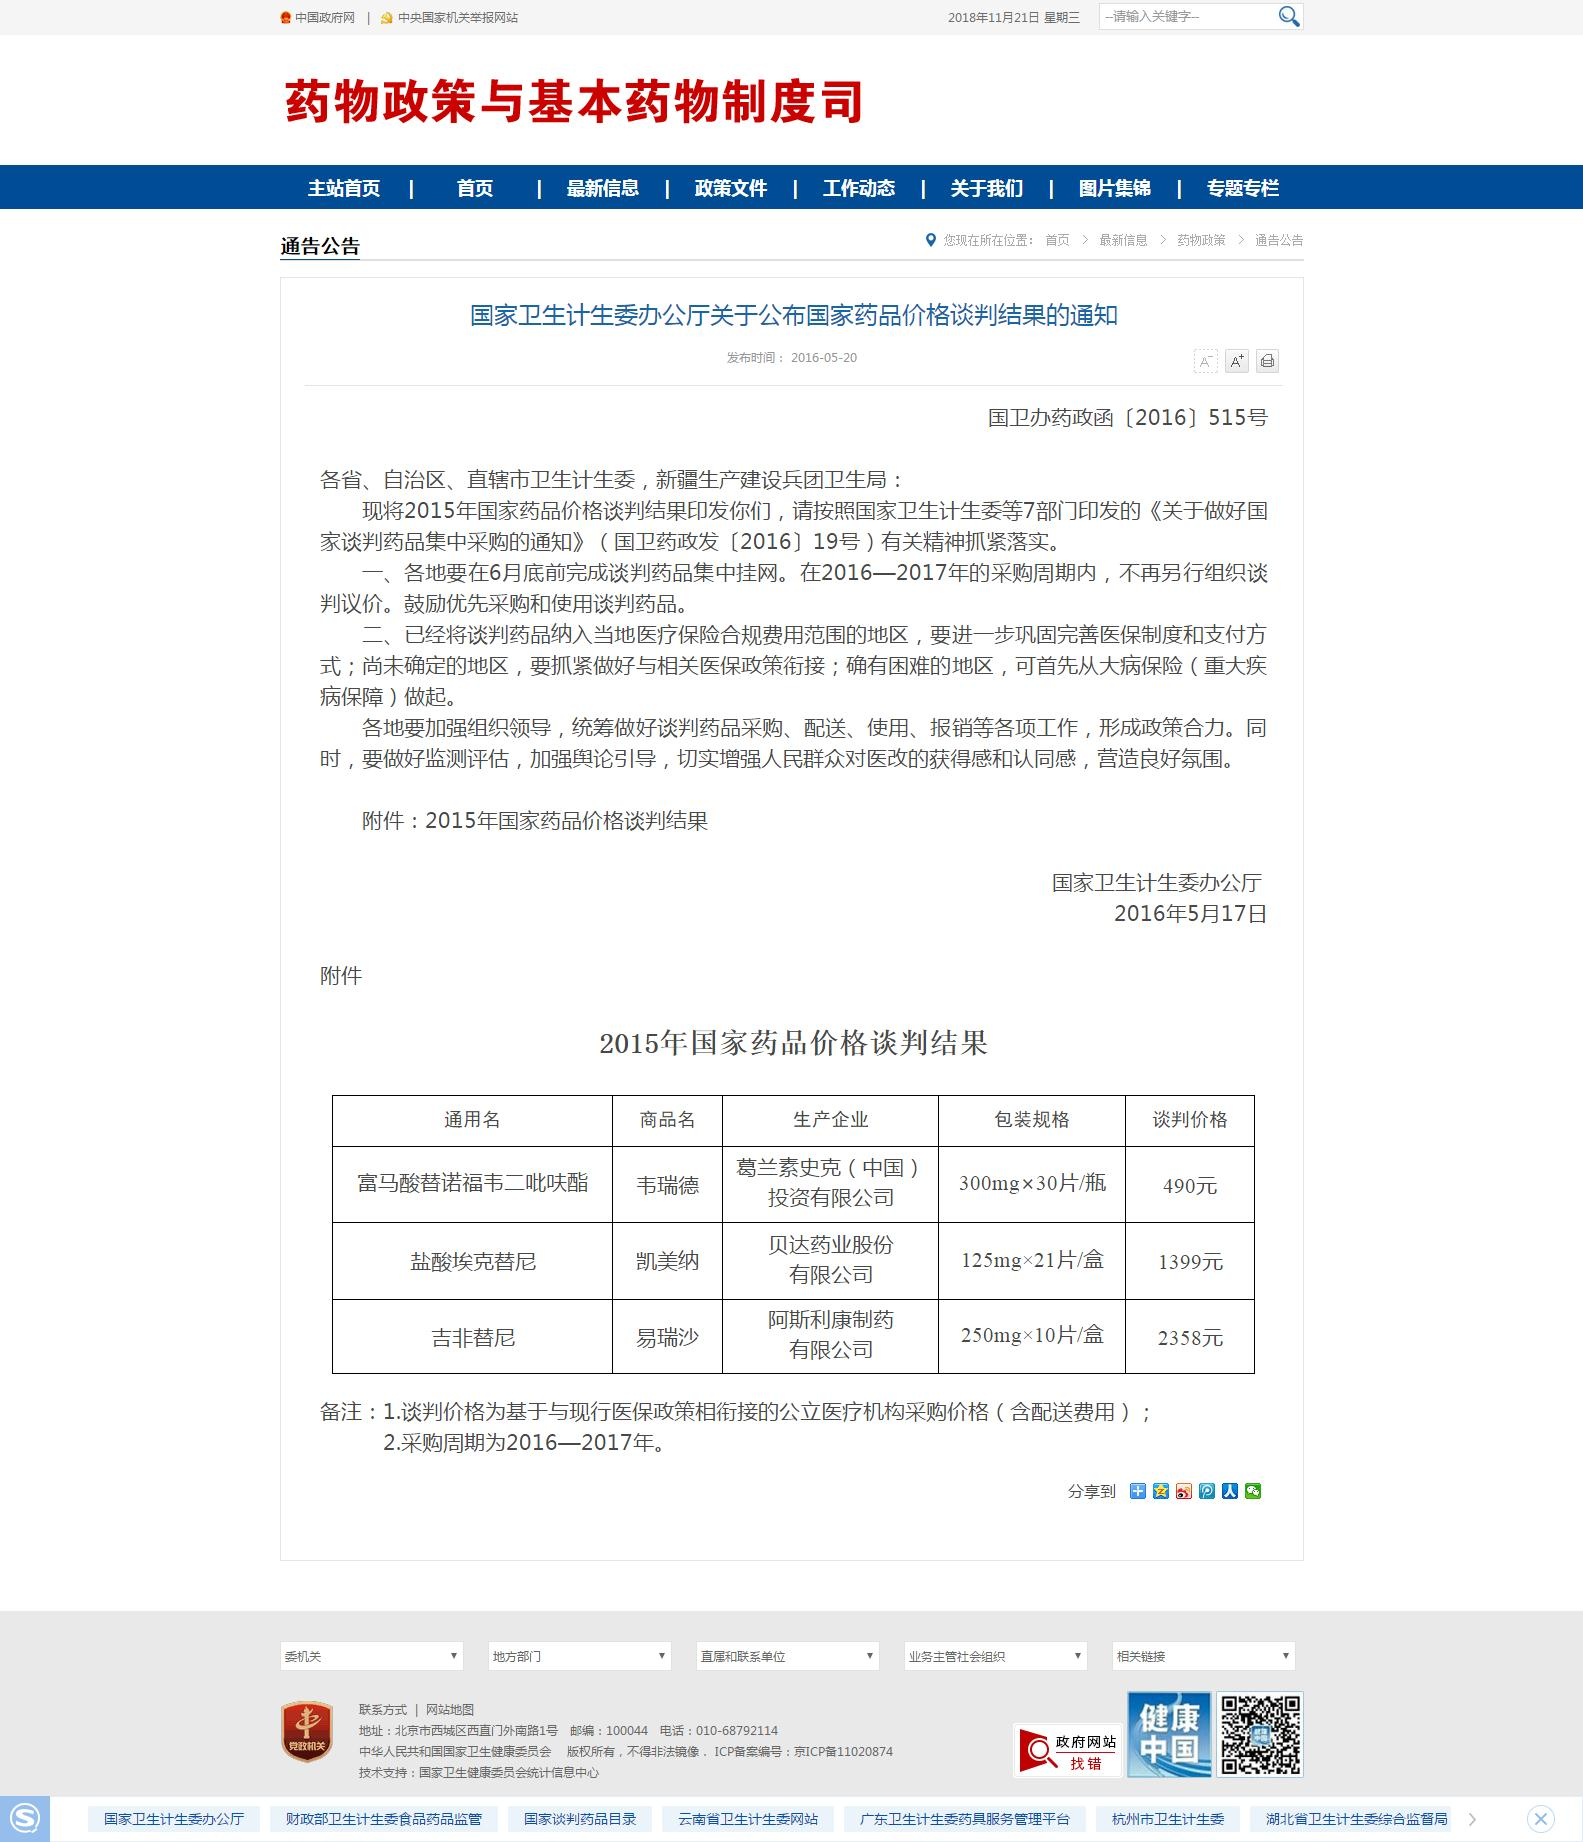 中国政府网 | 中央国家机关举报网站 2018年11月21日 星期三 --请输入关键字--
药物政策与基本药物制度司
主站首页 | 首页 | 最新信息 | 政策文件 | 工作动态 | 关于我们 | 图片集锦 | 专题专栏
通告公告 您现在所在位置： 首页 > 最新信息 > 药物政策 > 通告公告
国家卫生计生委办公厅关于公布国家药品价格谈判结果的通知
发布时间： 2016-05-20
A- A+
国卫办药政函〔2016〕515号
各省、自治区、直辖市卫生计生委，新疆生产建设兵团卫生局：
现将2015年国家药品价格谈判结果印发你们，请按照国家卫生计生委等7部门印发的《关于做好国
家谈判药品集中采购的通知》（国卫药政发〔2016〕19号）有关精神抓紧落实。
一、各地要在6月底前完成谈判药品集中挂网。在2016—2017年的采购周期内，不再另行组织谈
判议价。鼓励优先采购和使用谈判药品。
二、已经将谈判药品纳入当地医疗保险合规费用范围的地区，要进一步巩固完善医保制度和支付方
式；尚未确定的地区，要抓紧做好与相关医保政策衔接；确有困难的地区，可首先从大病保险（重大疾
病保障）做起。
各地要加强组织领导，统筹做好谈判药品采购、配送、使用、报销等各项工作，形成政策合力。同
时，要做好监测评估，加强舆论引导，切实增强人民群众对医改的获得感和认同感，营造良好氛围。
附件：2015年国家药品价格谈判结果
国家卫生计生委办公厅
2016年5月17日
附件
2015年国家药品价格谈判结果
通用名 商品名 生产企业 包装规格 谈判价格
富马酸替诺福韦二吡呋酯 韦瑞德 葛兰素史克（中国）投资有限公司 300mg×30片/瓶 490元
盐酸埃克替尼 凯美纳 贝达药业股份有限公司 125mg×21片/盒 1399元
吉非替尼 易瑞沙 阿斯利康制药有限公司 250mg×10片/盒 2358元
备注：1.谈判价格为基于与现行医保政策相衔接的公立医疗机构采购价格（含配送费用）；
2.采购周期为2016—2017年。
分享到
委机关 地方部门 直属和联系单位 业务主管社会组织 相关链接
党政机关
联系方式 | 网站地图
地址：北京市西城区西直门外南路1号 邮编：100044 电话：010-68792114
中华人民共和国国家卫生健康委员会 版权所有，不得非法镜像．ICP备案编号：京ICP备11020874
技术支持：国家卫生健康委员会统计信息中心
政府网站
找错
健康
中国
国家卫生计生委办公厅 财政部卫生计生委食品药品监管 国家谈判药品目录 云南省卫生计生委网站 广东卫生计生委药具服务管理平台 杭州市卫生计生委 湖北省卫生计生委综合监督局